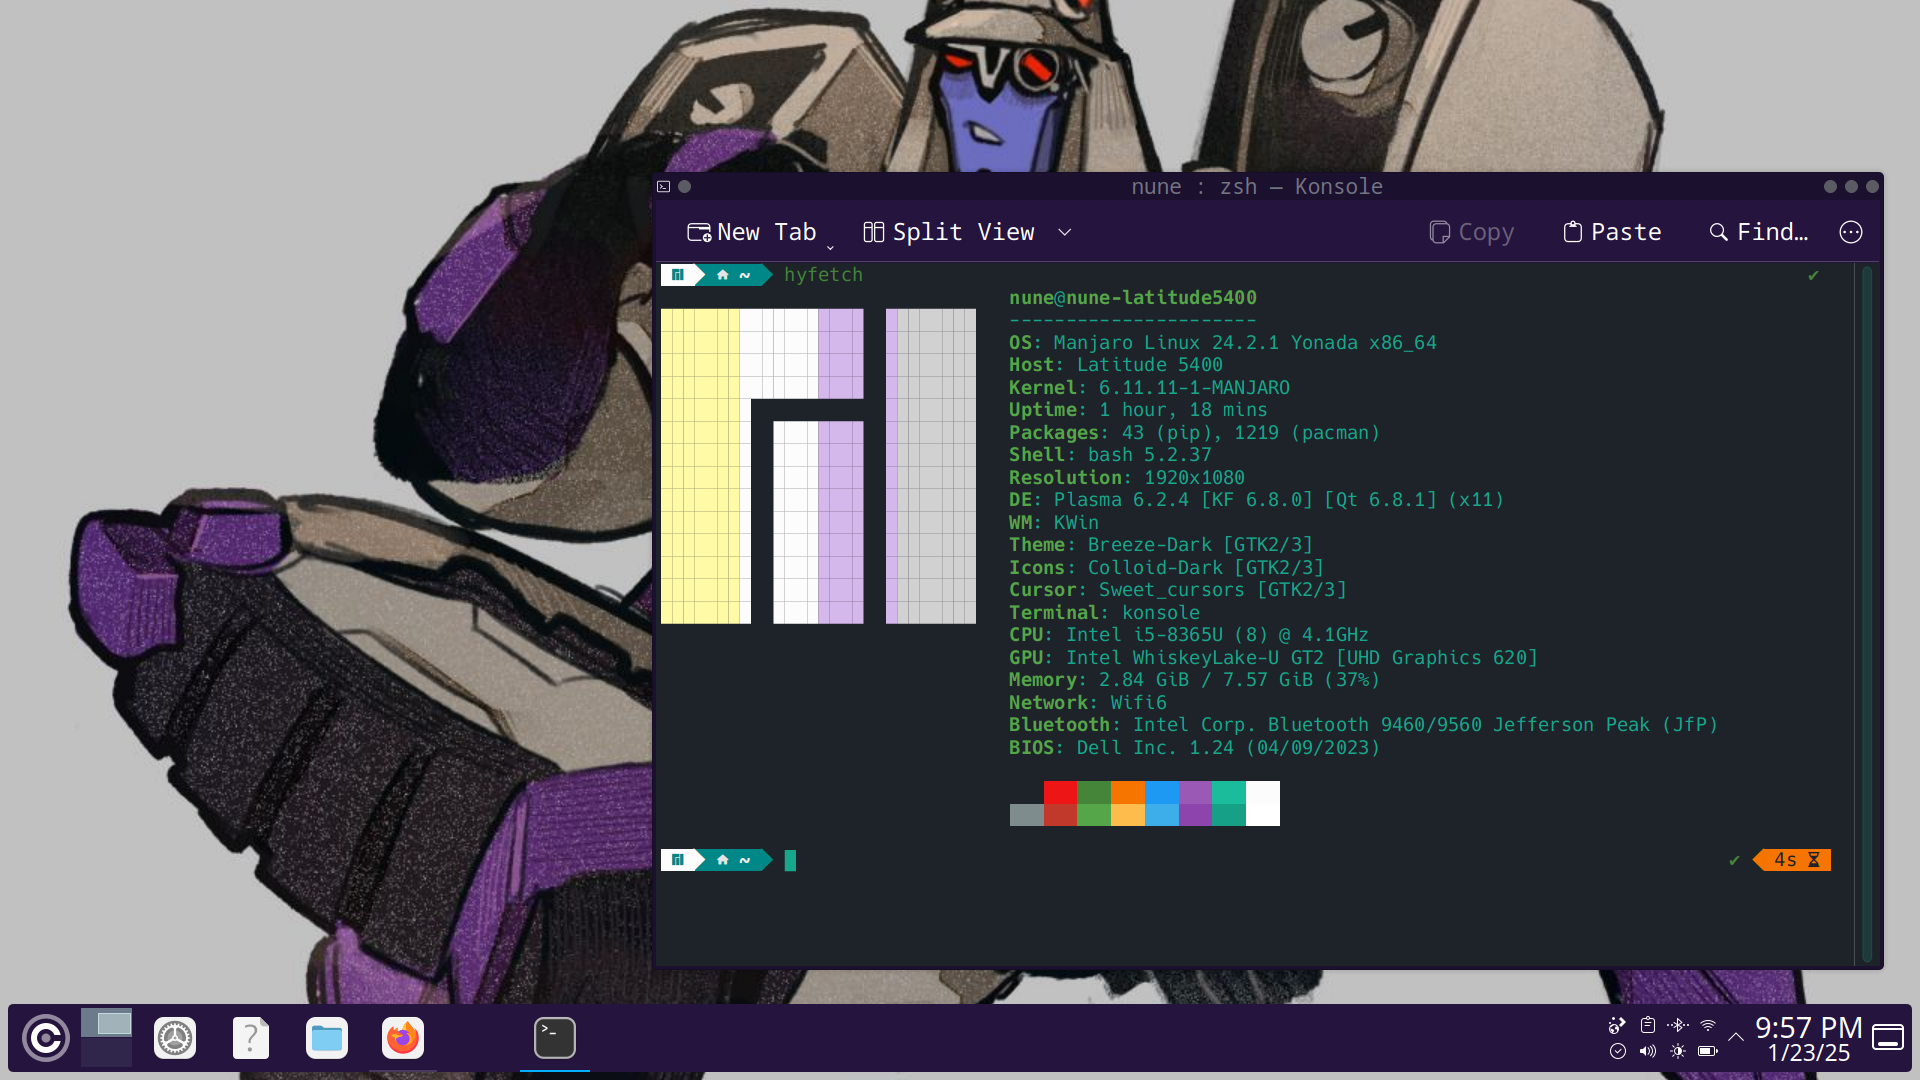 nune : zsh — Konsole
New Tab
Split View
Copy
Paste
Find…
~ hyfetch ✔
nune@nune-latitude5400
----------------------
OS: Manjaro Linux 24.2.1 Yonada x86_64
Host: Latitude 5400
Kernel: 6.11.11-1-MANJARO
Uptime: 1 hour, 18 mins
Packages: 43 (pip), 1219 (pacman)
Shell: bash 5.2.37
Resolution: 1920x1080
DE: Plasma 6.2.4 [KF 6.8.0] [Qt 6.8.1] (x11)
WM: KWin
Theme: Breeze-Dark [GTK2/3]
Icons: Colloid-Dark [GTK2/3]
Cursor: Sweet_cursors [GTK2/3]
Terminal: konsole
CPU: Intel i5-8365U (8) @ 4.1GHz
GPU: Intel WhiskeyLake-U GT2 [UHD Graphics 620]
Memory: 2.84 GiB / 7.57 GiB (37%)
Network: Wifi6
Bluetooth: Intel Corp. Bluetooth 9460/9560 Jefferson Peak (JfP)
BIOS: Dell Inc. 1.24 (04/09/2023)
~ ✔ 4s
9:57 PM
1/23/25